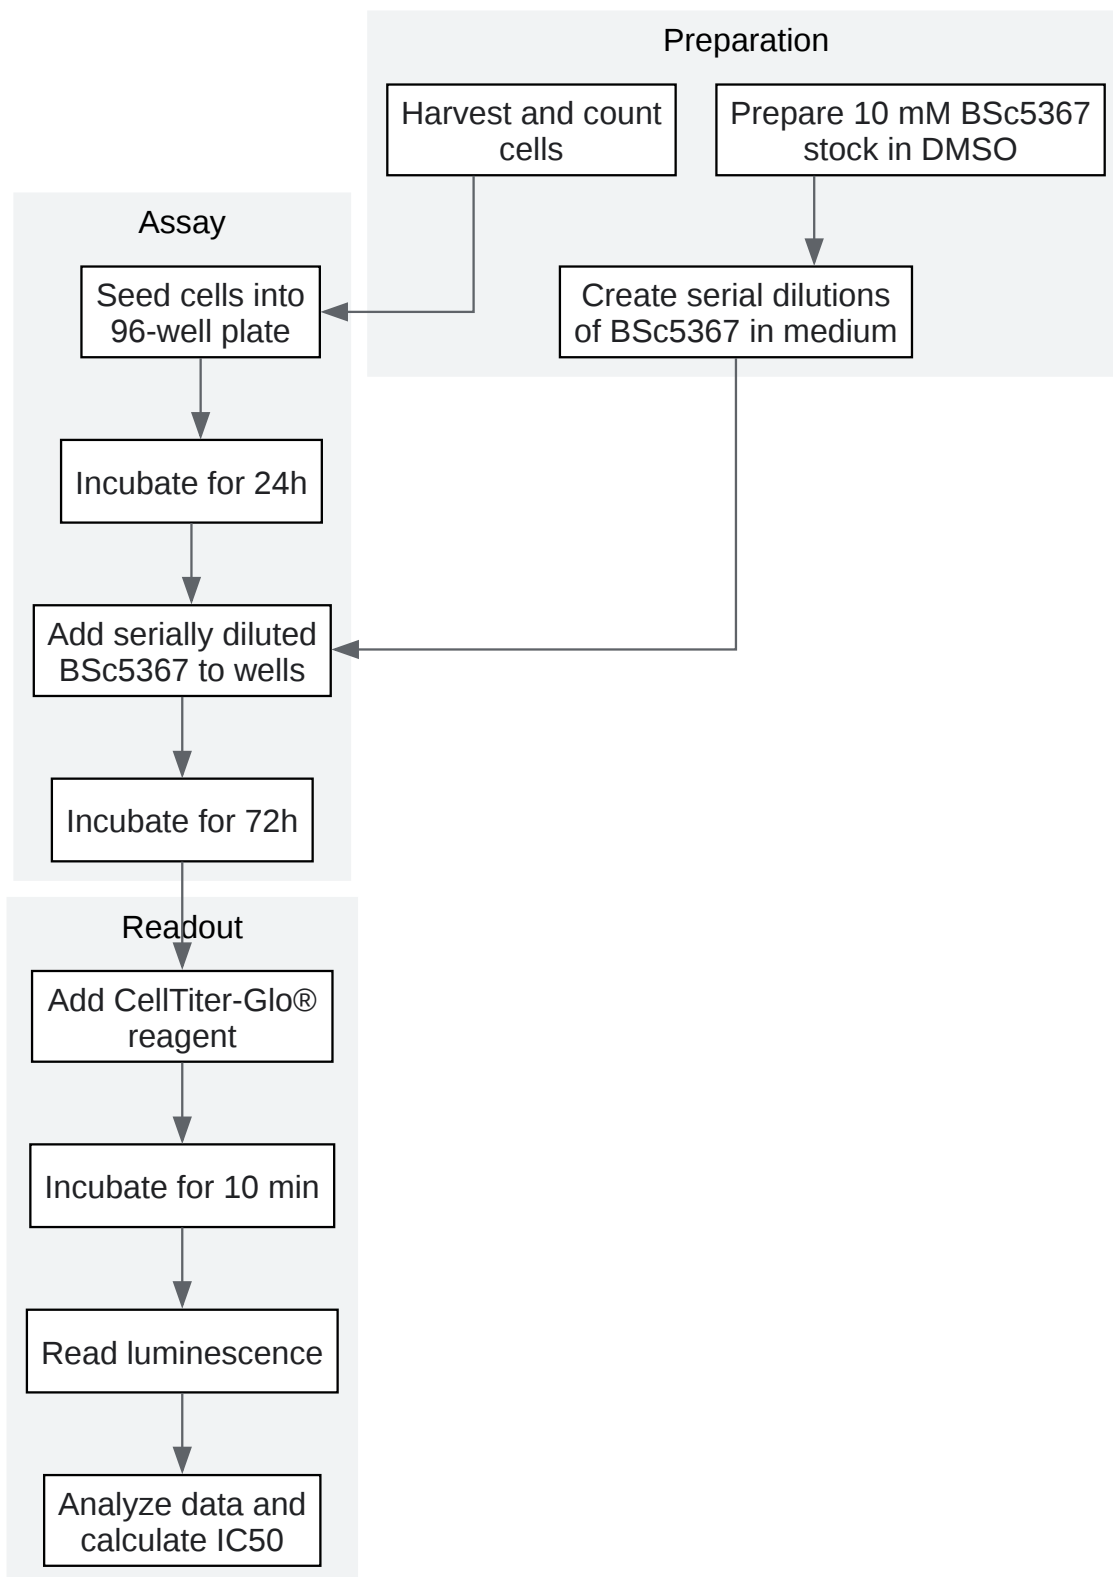 Preparation
Harvest and count
cells
Prepare 10 mM BSc5367
stock in DMSO
Create serial dilutions
of BSc5367 in medium
Assay
Seed cells into
96-well plate
Incubate for 24h
Add serially diluted
BSc5367 to wells
Incubate for 72h
Readout
Add CellTiter-Glo®
reagent
Incubate for 10 min
Read luminescence
Analyze data and
calculate IC50